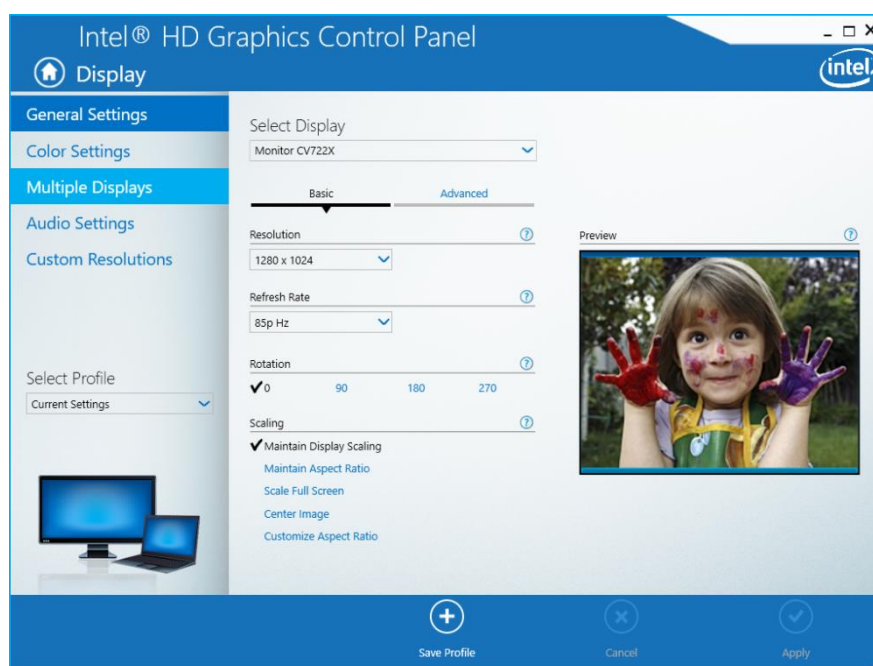 Intel® HD Graphics Control Panel
Display
intel
General Settings
Color Settings
Multiple Displays
Audio Settings
Custom Resolutions
Select Profile
Current Settings
Select Display
Monitor CV722X
Basic Advanced
Resolution ?
1280 x 1024
Refresh Rate ?
85p Hz
Rotation ?
0 90 180 270
Scaling ?
Maintain Display Scaling
Maintain Aspect Ratio
Scale Full Screen
Center Image
Customize Aspect Ratio
Preview ?
Save Profile Cancel Apply